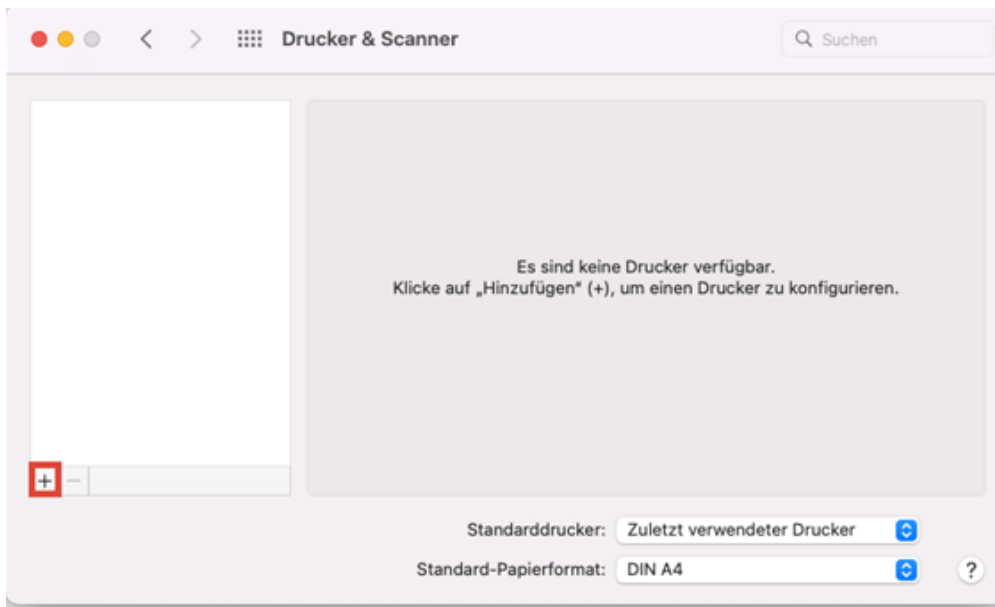 Drucker & Scanner
Suchen
Es sind keine Drucker verfügbar.
Klicke auf „Hinzufügen“ (+), um einen Drucker zu konfigurieren.
+ −
Standarddrucker: Zuletzt verwendeter Drucker
Standard-Papierformat: DIN A4
?